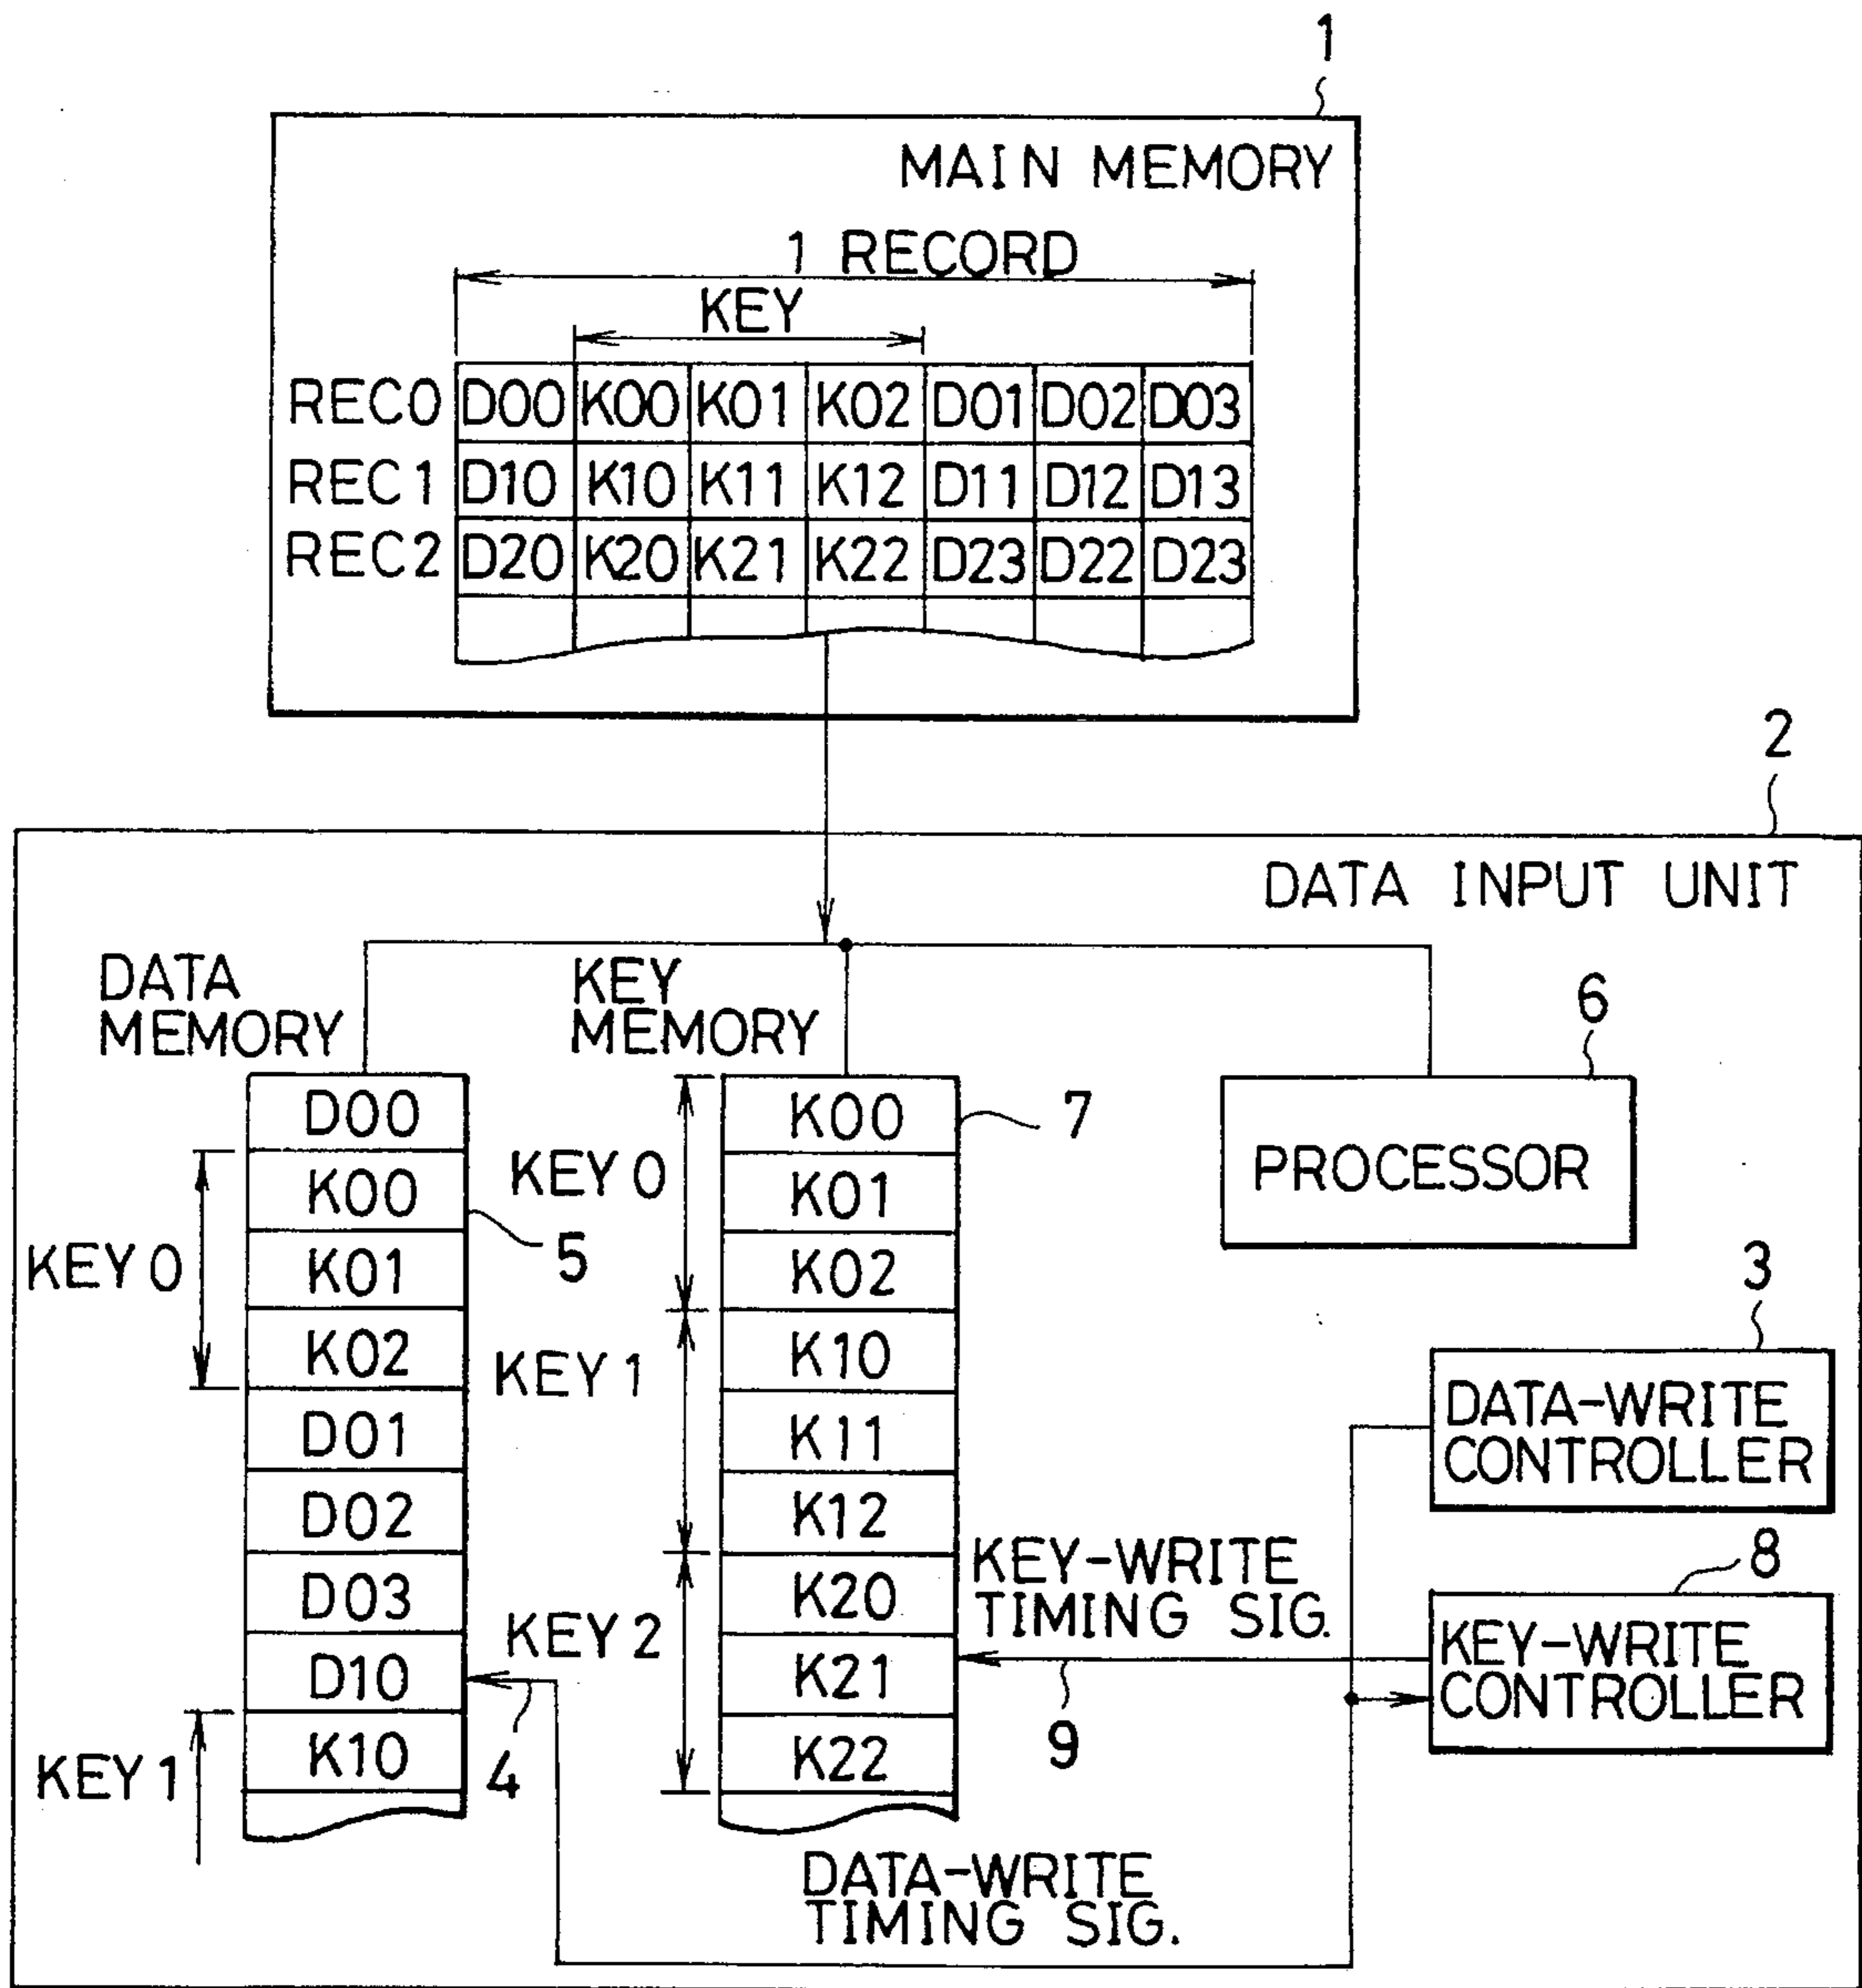 1
MAIN MEMORY
1 RECORD
KEY
REC0 D00 K00 K01 K02 D01 D02 D03
REC1 D10 K10 K11 K12 D11 D12 D13
REC2 D20 K20 K21 K22 D23 D22 D23
2
DATA INPUT UNIT
DATA
MEMORY
KEY
MEMORY
D00
K00
K01
K02
D01
D02
D03
D10
K10
KEY 0
KEY 1
5
4
K00
K01
K02
K10
K11
K12
K20
K21
K22
KEY 0
KEY 1
KEY 2
7
6
PROCESSOR
3
DATA-WRITE
CONTROLLER
8
KEY-WRITE
CONTROLLER
KEY-WRITE
TIMING SIG.
9
DATA-WRITE
TIMING SIG.